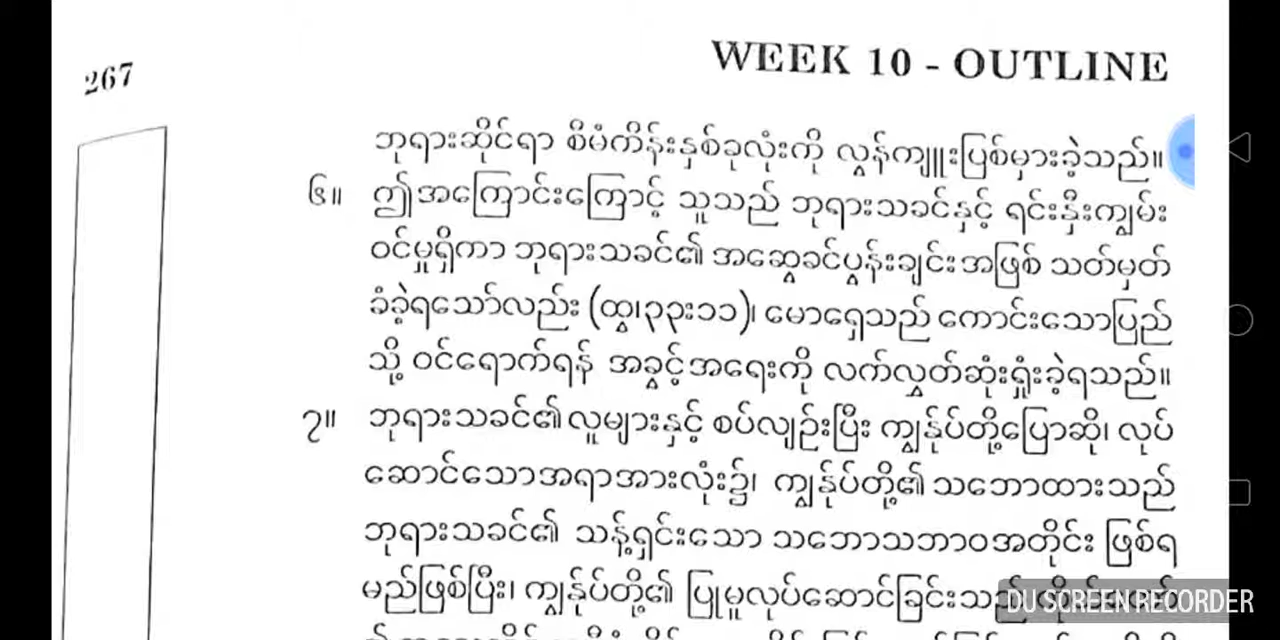 WEEK 10 - OUTLINE
267
ဘုရားဆိုင်ရာ စီမံကိန်းနှစ်ခုလုံးကို လွန်ကျူးပြစ်မှားခဲ့သည်။
၆။ ဤအကြောင်းကြောင့် သူသည် ဘုရားသခင်နှင့် ရင်းနှီးကျွမ်း
ဝင်မှုရှိကာ ဘုရားသခင်၏ အဆွေခင်ပွန်းချင်းအဖြစ် သတ်မှတ်
ခံခဲ့ရသော်လည်း (ထွ၊၃၃း၁၁)၊ မောရှေသည် ကောင်းသောပြည်
သို့ ဝင်ရောက်ရန် အခွင့်အရေးကို လက်လွှတ်ဆုံးရှုံးခဲ့ရသည်။
၇။ ဘုရားသခင်၏ လူများနှင့် စပ်လျဉ်းပြီး ကျွန်ုပ်တို့ပြောဆို၊ လုပ်
ဆောင်သောအရာအားလုံး၌၊ ကျွန်ုပ်တို့၏ သဘောထားသည်
ဘုရားသခင်၏ သန့်ရှင်းသော သဘောသဘာဝအတိုင်း ဖြစ်ရ
မည်ဖြစ်ပြီး၊ ကျွန်ုပ်တို့၏ ပြုမူလုပ်ဆောင်ခြင်းသည်
DU SCREEN RECORDER